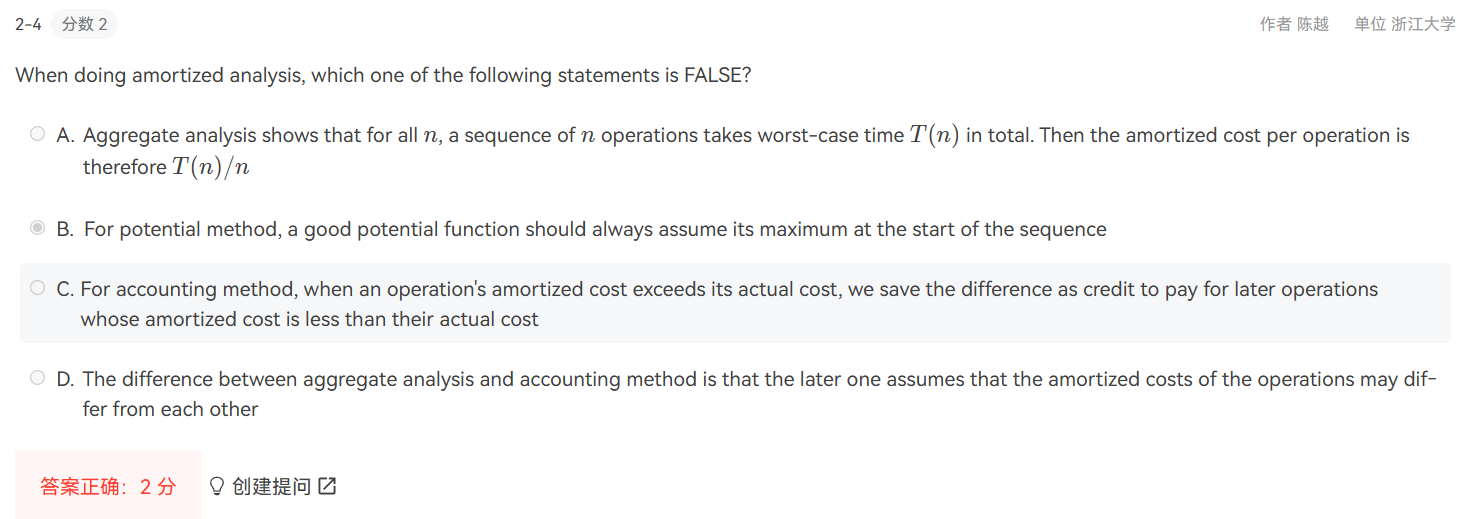 2-4 分数 2 作者 陈越 单位 浙江大学
When doing amortized analysis, which one of the following statements is FALSE?
A. Aggregate analysis shows that for all n, a sequence of n operations takes worst-case time T(n) in total. Then the amortized cost per operation is
therefore T(n)/n
B. For potential method, a good potential function should always assume its maximum at the start of the sequence
C. For accounting method, when an operation's amortized cost exceeds its actual cost, we save the difference as credit to pay for later operations
whose amortized cost is less than their actual cost
D. The difference between aggregate analysis and accounting method is that the later one assumes that the amortized costs of the operations may dif-
fer from each other
答案正确：2 分 创建提问